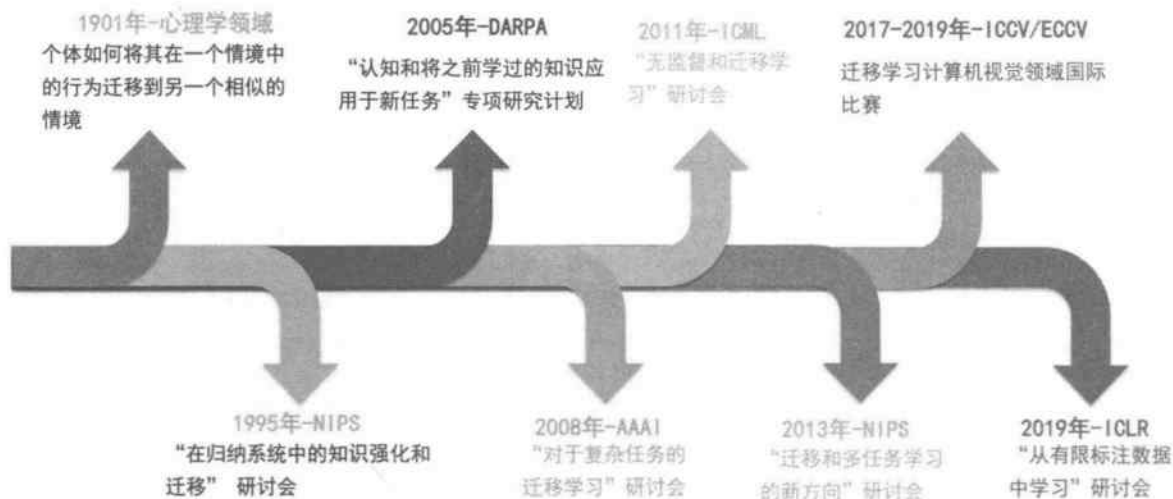 1901年-心理学领域
个体如何将其在一个情境中
的行为迁移到另一个相似的
情境
2005年-DARPA
“认知和将之前学过的知识应
用于新任务”专项研究计划
2011年-ICML
“无监督和迁移学
习”研讨会
2017-2019年-ICCV/ECCV
迁移学习计算机视觉领域国际
比赛
1995年-NIPS
“在归纳系统中的知识强化和
迁移” 研讨会
2008年-AAAI
“对于复杂任务的
迁移学习”研讨会
2013年-NIPS
“迁移和多任务学习
的新方向”研讨会
2019年-ICLR
“从有限标注数据
中学习”研讨会